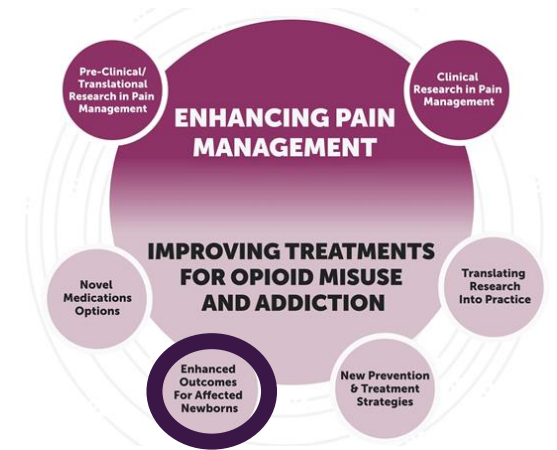 Pre-Clinical/
Translational
Research in Pain
Management
Clinical
Research in Pain
Management
ENHANCING PAIN
MANAGEMENT
IMPROVING TREATMENTS
FOR OPIOID MISUSE
AND ADDICTION
Novel
Medications
Options
Translating
Research
Into Practice
Enhanced
Outcomes
For Affected
Newborns
New Prevention
& Treatment
Strategies